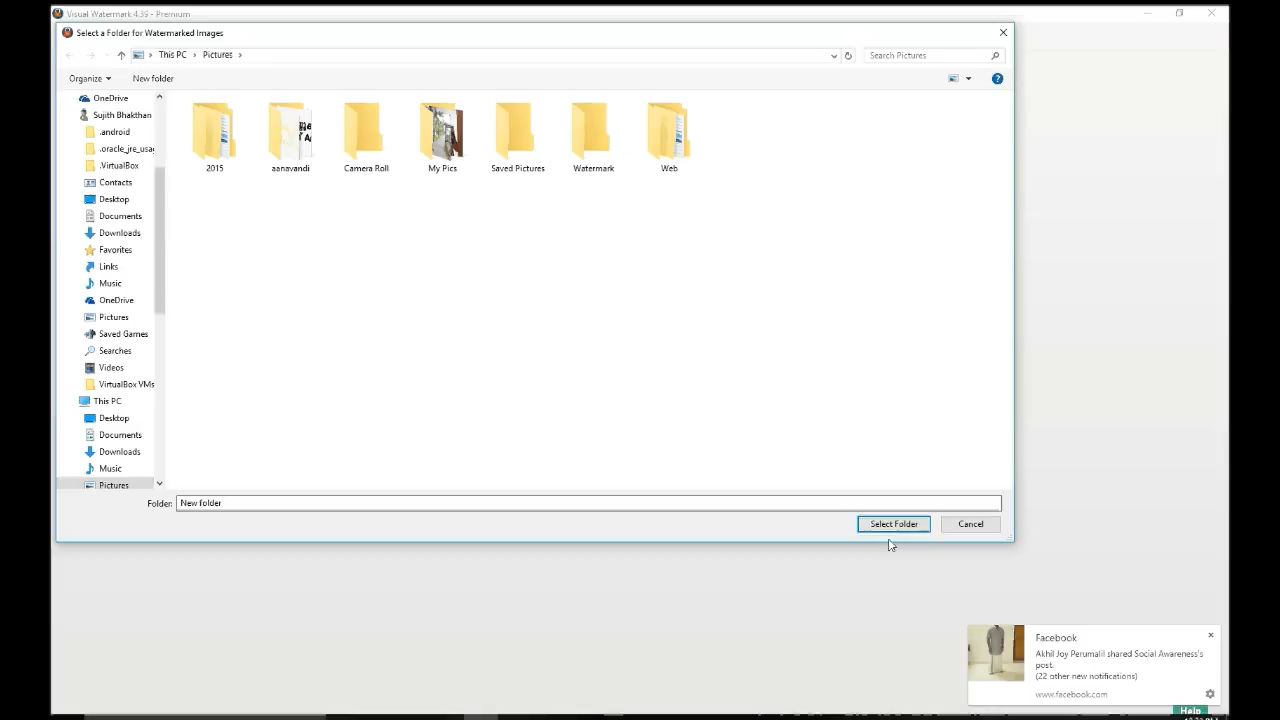 Visual Watermark 4.39 - Premium
Select a Folder for Watermarked Images
This PC > Pictures >
Search Pictures
Organize
New folder
OneDrive
Sujith Bhakthan
.android
.oracle_jre_usa
.VirtualBox
Contacts
Desktop
Documents
Downloads
Favorites
Links
Music
OneDrive
Pictures
Saved Games
Searches
Videos
VirtualBox VMs
This PC
Desktop
Documents
Downloads
Music
Pictures
2015
aanavandi
Camera Roll
My Pics
Saved Pictures
Watermark
Web
Folder: New folder
Select Folder
Cancel
Facebook
Akhil Joy Perumalil shared Social Awareness's
post.
(22 other new notifications)
www.facebook.com
Help